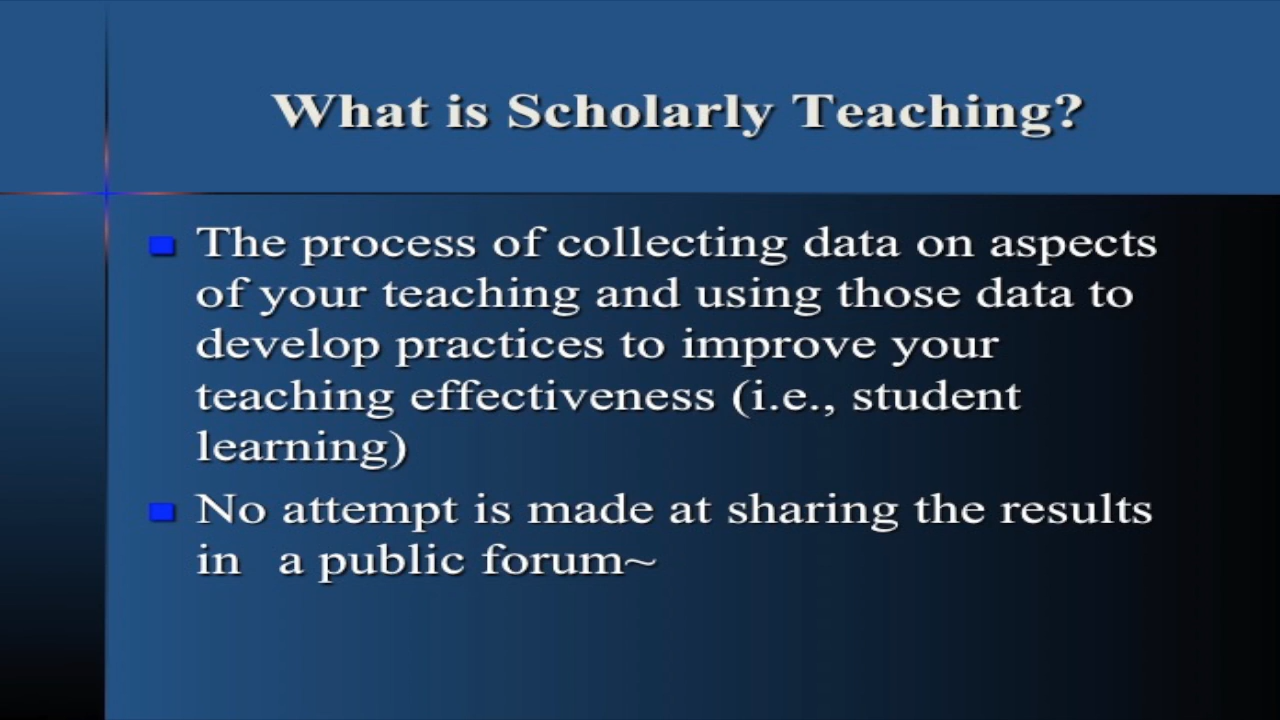 What is Scholarly Teaching?
The process of collecting data on aspects
of your teaching and using those data to
develop practices to improve your
teaching effectiveness (i.e., student
learning)
No attempt is made at sharing the results
in a public forum~